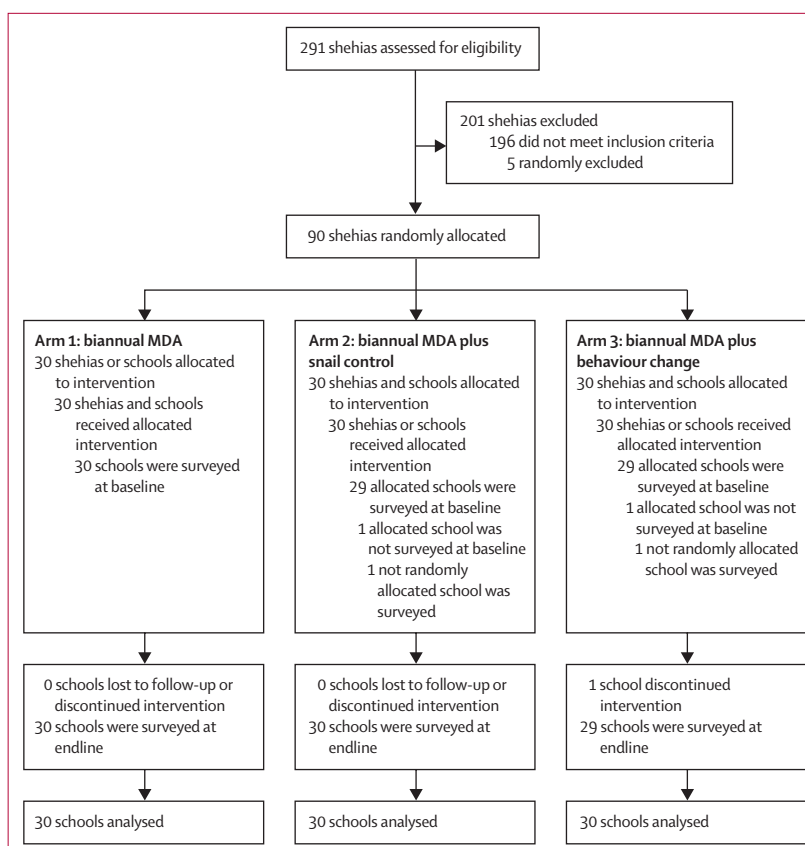 291 shehias assessed for eligibility
201 shehias excluded
196 did not meet inclusion criteria
5 randomly excluded
90 shehias randomly allocated
Arm 1: biannual MDA
30 shehias or schools allocated
to intervention
30 shehias and schools
received allocated
intervention
30 schools were surveyed
at baseline
Arm 2: biannual MDA plus
snail control
30 shehias and schools allocated
to intervention
30 shehias or schools
received allocated
intervention
29 allocated schools were
surveyed at baseline
1 allocated school was
not surveyed at baseline
1 not randomly
allocated school was
surveyed
Arm 3: biannual MDA plus
behaviour change
30 shehias and schools allocated
to intervention
30 shehias or schools received
allocated intervention
29 allocated schools were
surveyed at baseline
1 allocated school was not
surveyed at baseline
1 not randomly allocated
school was surveyed
0 schools lost to follow-up or
discontinued intervention
30 schools were surveyed at
endline
0 schools lost to follow-up or
discontinued intervention
30 schools were surveyed at
endline
1 school discontinued
intervention
29 schools were surveyed at
endline
30 schools analysed
30 schools analysed
30 schools analysed